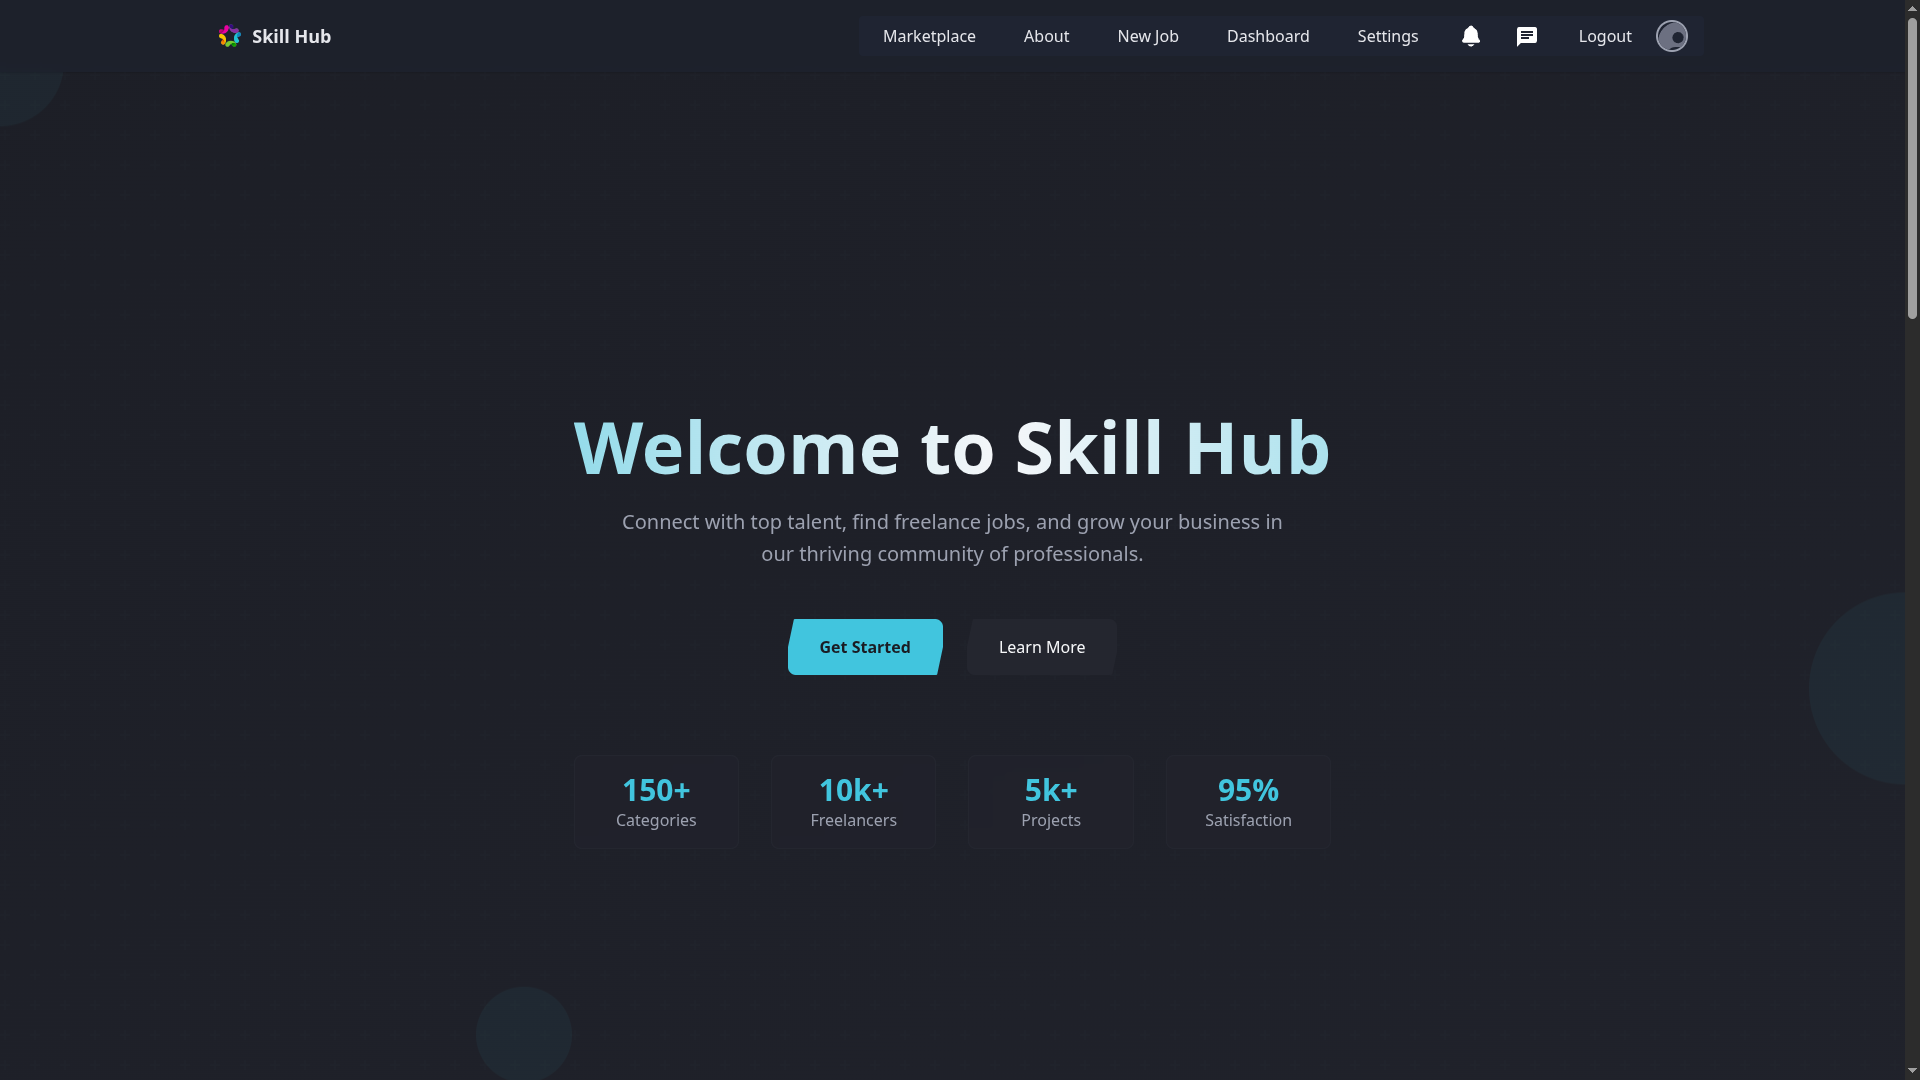 Skill Hub
Marketplace
About
New Job
Dashboard
Settings
Logout
Welcome to Skill Hub
Connect with top talent, find freelance jobs, and grow your business in
our thriving community of professionals.
Get Started
Learn More
150+
Categories
10k+
Freelancers
5k+
Projects
95%
Satisfaction